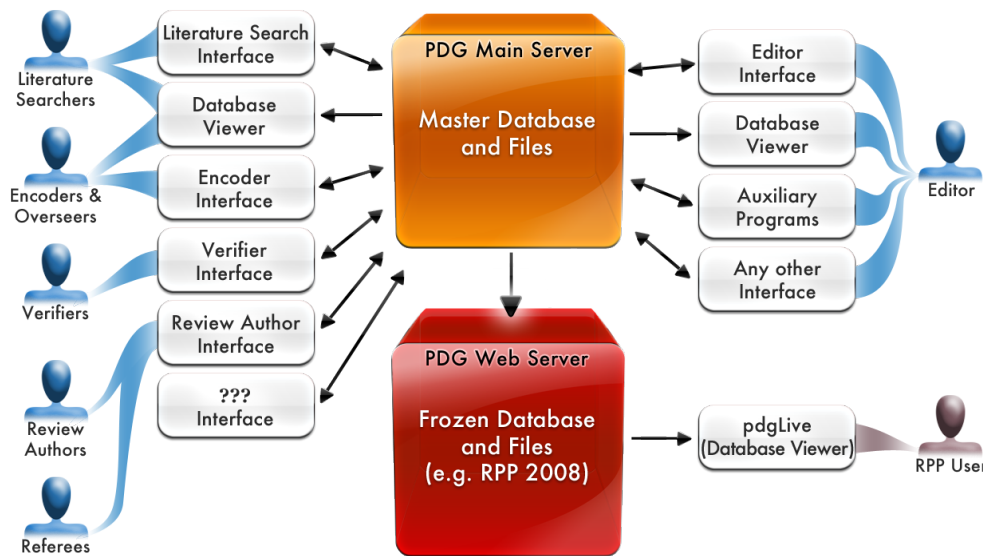 Literature
Searchers
Encoders &
Overseers
Verifiers
Review
Authors
Referees
Literature Search
Interface
Database
Viewer
Encoder
Interface
Verifier
Interface
Review Author
Interface
???
Interface
PDG Main Server
Master Database
and Files
PDG Web Server
Frozen Database
and Files
(e.g. RPP 2008)
Editor
Interface
Database
Viewer
Auxiliary
Programs
Any other
Interface
pdgLive
(Database Viewer)
Editor
RPP User